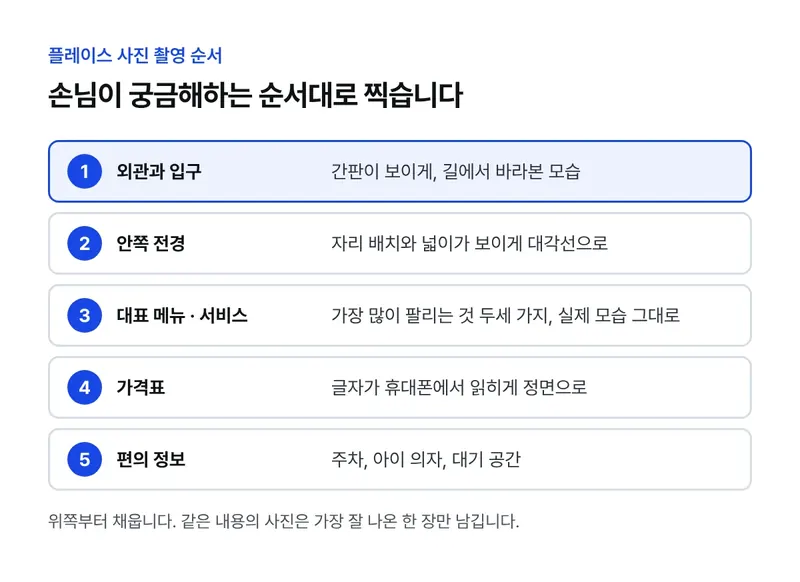 플레이스 사진 촬영 순서
손님이 궁금해하는 순서대로 찍습니다
1 외관과 입구 간판이 보이게, 길에서 바라본 모습
2 안쪽 전경 자리 배치와 넓이가 보이게 대각선으로
3 대표 메뉴 · 서비스 가장 많이 팔리는 것 두세 가지, 실제 모습 그대로
4 가격표 글자가 휴대폰에서 읽히게 정면으로
5 편의 정보 주차, 아이 의자, 대기 공간
위쪽부터 채웁니다. 같은 내용의 사진은 가장 잘 나온 한 장만 남깁니다.